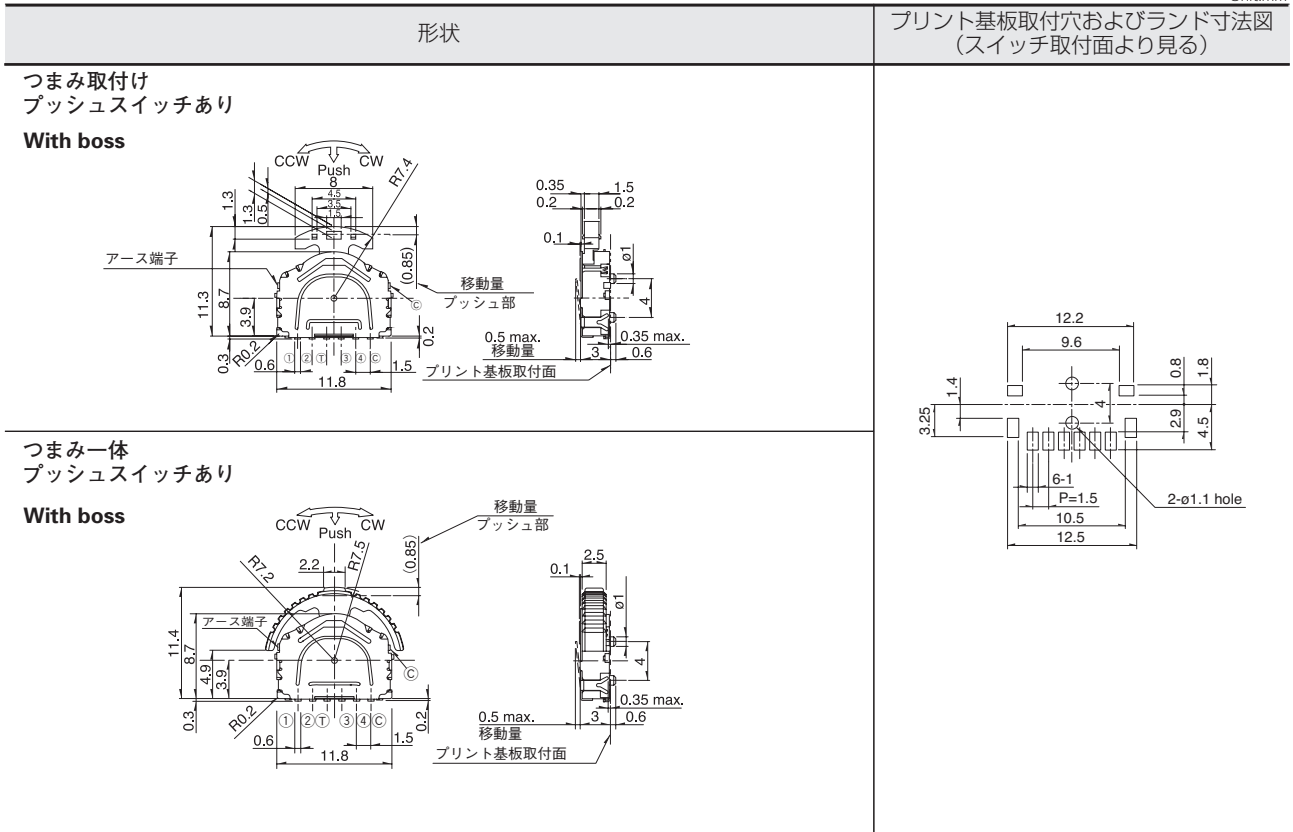 形状
プリント基板取付穴およびランド寸法図
（スイッチ取付面より見る）
つまみ取付け
プッシュスイッチあり
With boss
CCW
CW
Push
8
4.5
3.5
1.5
R7.4
1.3
1.3
0.5
アース端子
11.3
8.7
3.9
(0.85)
移動量
プッシュ部
Ⓒ
0.3
R0.2
0.6
① ② Ⓣ ③ ④ Ⓒ
1.5
0.2
11.8
0.35
1.5
0.2
0.2
0.1
ø1
4
0.5 max.
移動量
3
0.35 max.
0.6
プリント基板取付面
つまみ一体
プッシュスイッチあり
With boss
CCW
CW
Push
移動量
プッシュ部
(0.85)
R7.2
2.2
R7.5
アース端子
11.4
8.7
4.9
3.9
Ⓒ
0.3
R0.2
① ② Ⓣ ③ ④ Ⓒ
0.6
1.5
0.2
11.8
2.5
0.1
ø1
4
0.35 max.
0.5 max.
移動量
3
0.6
プリント基板取付面
12.2
9.6
0.8
1.8
1.4
4
3.25
2.9
4.5
6-1
P=1.5
2-ø1.1 hole
10.5
12.5